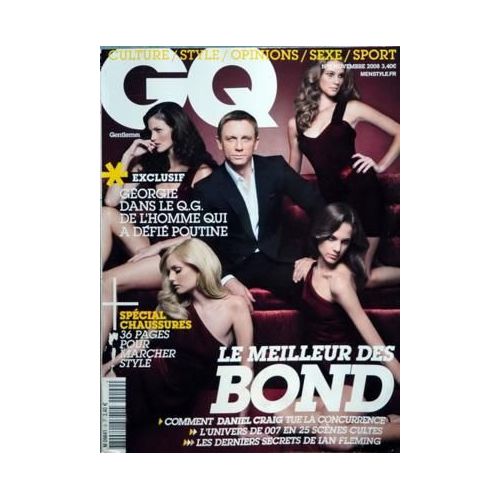 CULTURE / STYLE / OPINIONS / SEXE / SPORT
NOVEMBRE 2008 3,40€
MENSTYLE.FR
GQ
Gentlemen
EXCLUSIF
GÉORGIE
DANS LE Q.G.
DE L'HOMME QUI
A DÉFIÉ POUTINE
SPÉCIAL
CHAUSSURES
36 PAGES
POUR
MARCHER
STYLÉ
LE MEILLEUR DES
BOND
COMMENT DANIEL CRAIG TUE LA CONCURRENCE
L'UNIVERS DE 007 EN 25 SCÈNES CULTES
LES DERNIERS SECRETS DE IAN FLEMING